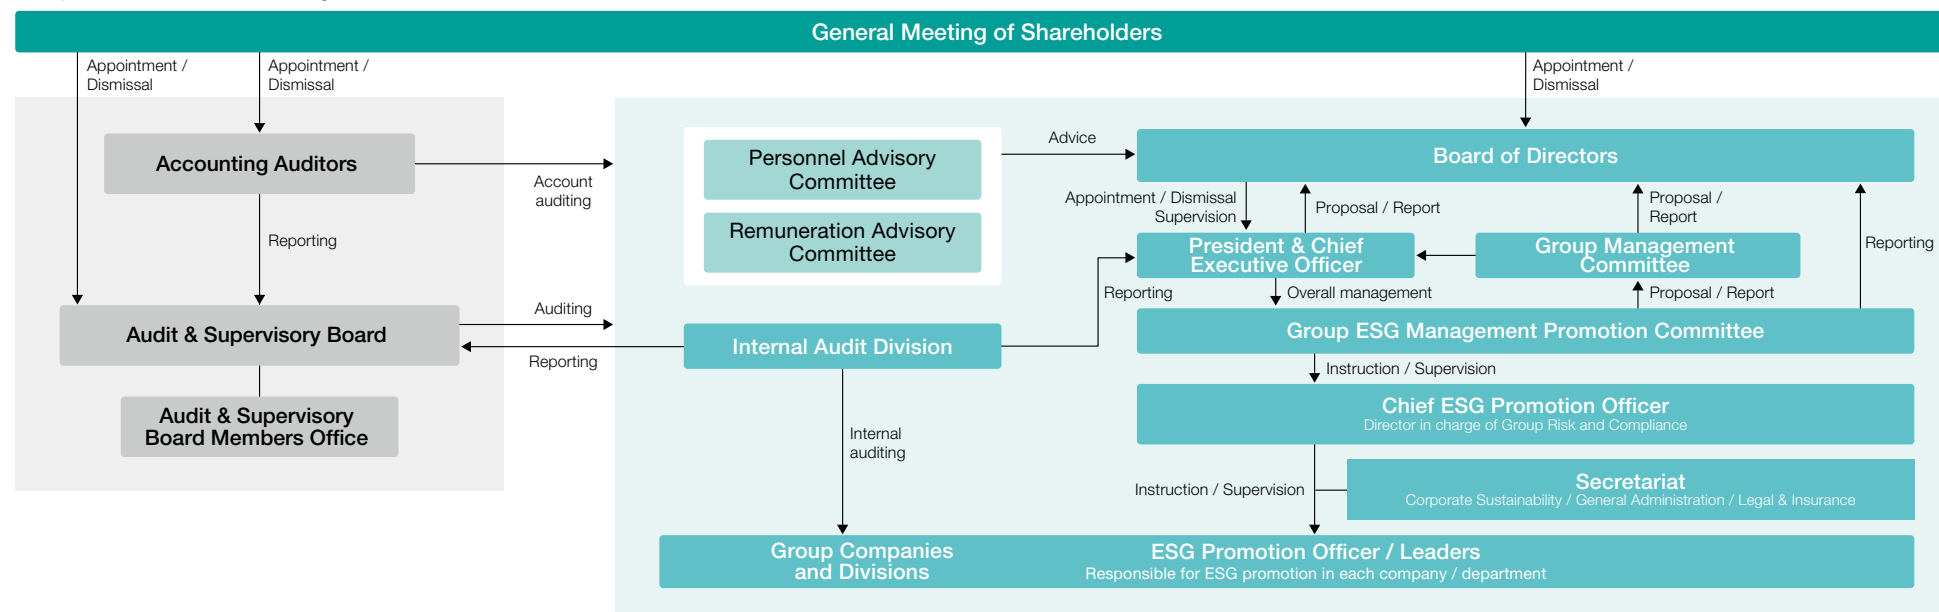 General Meeting of Shareholders
Appointment /
Dismissal
Appointment /
Dismissal
Appointment /
Dismissal
Accounting Auditors
Account
auditing
Reporting
Audit & Supervisory Board
Auditing
Reporting
Audit & Supervisory
Board Members Office
Personnel Advisory
Committee
Remuneration Advisory
Committee
Advice
Board of Directors
Appointment / Dismissal
Supervision
Proposal / Report
Proposal /
Report
Reporting
President & Chief
Executive Officer
Group Management
Committee
Reporting
Overall management
Proposal / Report
Internal Audit Division
Group ESG Management Promotion Committee
Instruction / Supervision
Chief ESG Promotion Officer
Director in charge of Group Risk and Compliance
Internal
auditing
Instruction / Supervision
Secretariat
Corporate Sustainability / General Administration / Legal & Insurance
Group Companies
and Divisions
ESG Promotion Officer / Leaders
Responsible for ESG promotion in each company / department